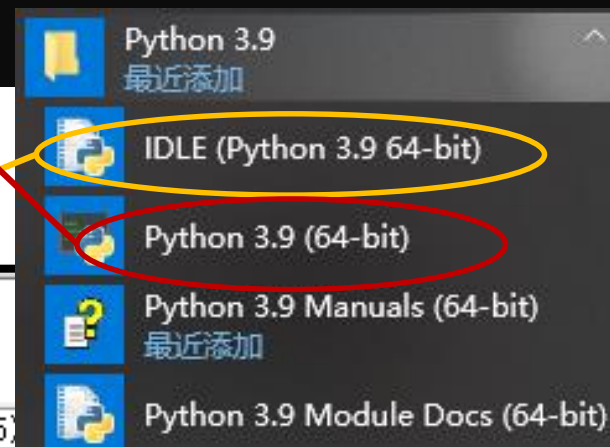 Python 3.9
最近添加
IDLE (Python 3.9 64-bit)
Python 3.9 (64-bit)
Python 3.9 Manuals (64-bit)
最近添加
Python 3.9 Module Docs (64-bit)